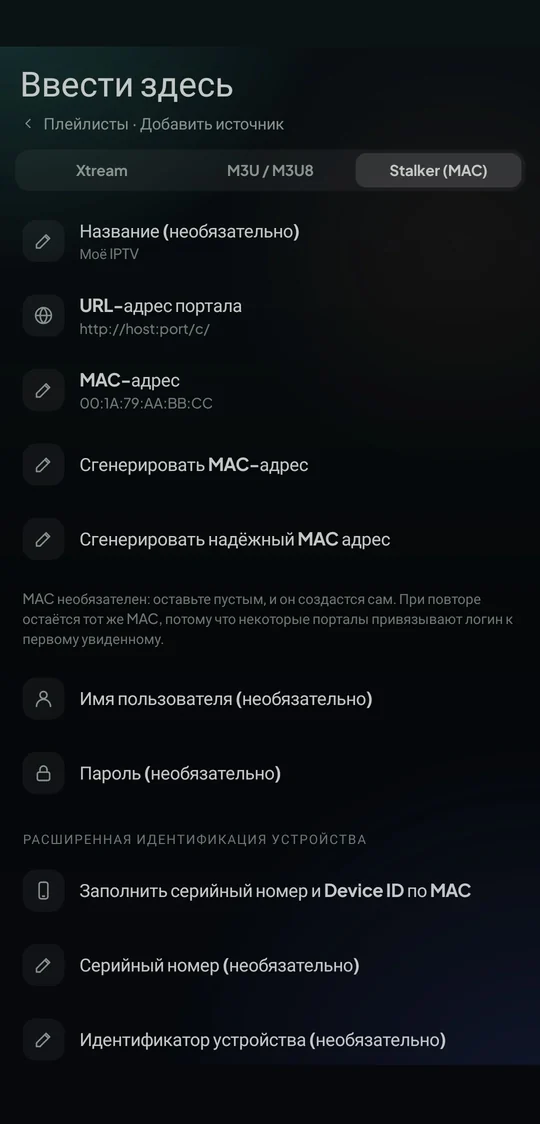 Ввести здесь
Плейлисты · Добавить источник
Xtream
M3U / M3U8
Stalker (MAC)
Название (необязательно)
Моё IPTV
URL-адрес портала
http://host:port/c/
MAC-адрес
00:1A:79:AA:BB:CC
Сгенерировать MAC-адрес
Сгенерировать надёжный MAC адрес
MAC необязателен: оставьте пустым, и он создастся сам. При повторе
остаётся тот же MAC, потому что некоторые порталы привязывают логин к
первому увиденному.
Имя пользователя (необязательно)
Пароль (необязательно)
РАСШИРЕННАЯ ИДЕНТИФИКАЦИЯ УСТРОЙСТВА
Заполнить серийный номер и Device ID по MAC
Серийный номер (необязательно)
Идентификатор устройства (необязательно)